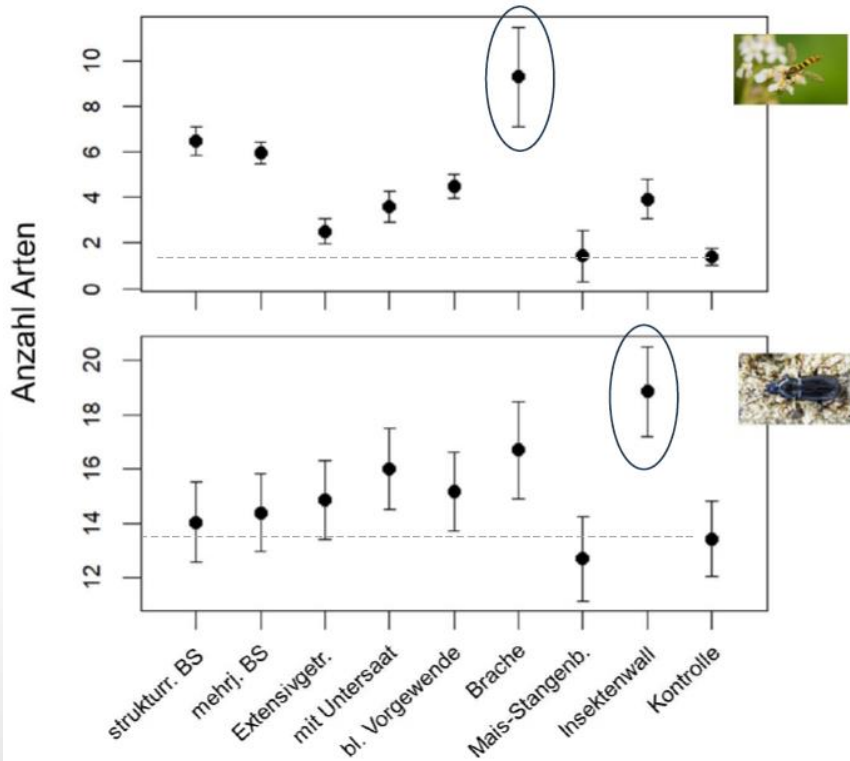 Anzahl Arten
10
8
6
4
2
0
20
18
16
14
12
strukturr. BS
mehrj. BS
Extensivgetr.
mit Untersaat
bl. Vorgewende
Brache
Mais-Stangenb.
Insektenwall
Kontrolle